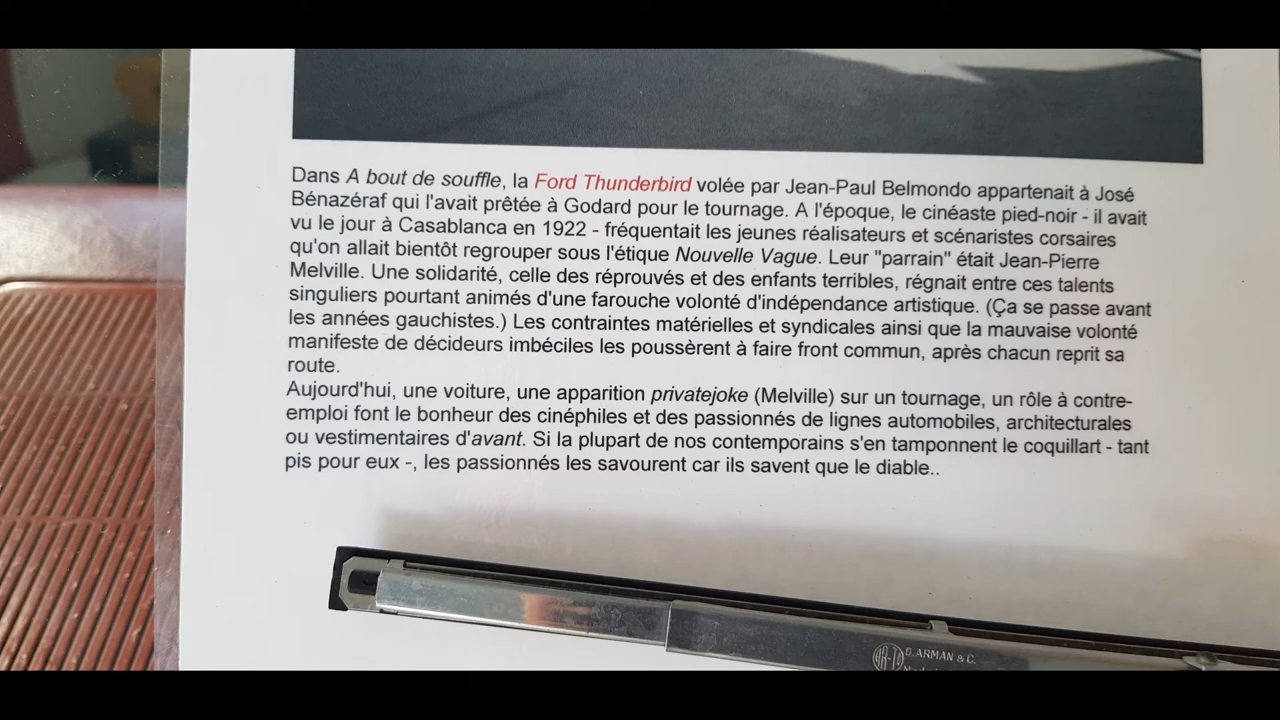 Dans A bout de souffle, la Ford Thunderbird volée par Jean-Paul Belmondo appartenait à José
Bénazéraf qui l'avait prêtée à Godard pour le tournage. A l'époque, le cinéaste pied-noir - il avait
vu le jour à Casablanca en 1922 - fréquentait les jeunes réalisateurs et scénaristes corsaires
qu'on allait bientôt regrouper sous l'étique Nouvelle Vague. Leur "parrain" était Jean-Pierre
Melville. Une solidarité, celle des réprouvés et des enfants terribles, régnait entre ces talents
singuliers pourtant animés d'une farouche volonté d'indépendance artistique. (Ça se passe avant
les années gauchistes.) Les contraintes matérielles et syndicales ainsi que la mauvaise volonté
manifeste de décideurs imbéciles les poussèrent à faire front commun, après chacun reprit sa
route.
Aujourd'hui, une voiture, une apparition privatejoke (Melville) sur un tournage, un rôle à contre-
emploi font le bonheur des cinéphiles et des passionnés de lignes automobiles, architecturales
ou vestimentaires d'avant. Si la plupart de nos contemporains s'en tamponnent le coquillart - tant
pis pour eux -, les passionnés les savourent car ils savent que le diable..
D. ARMAN & C.